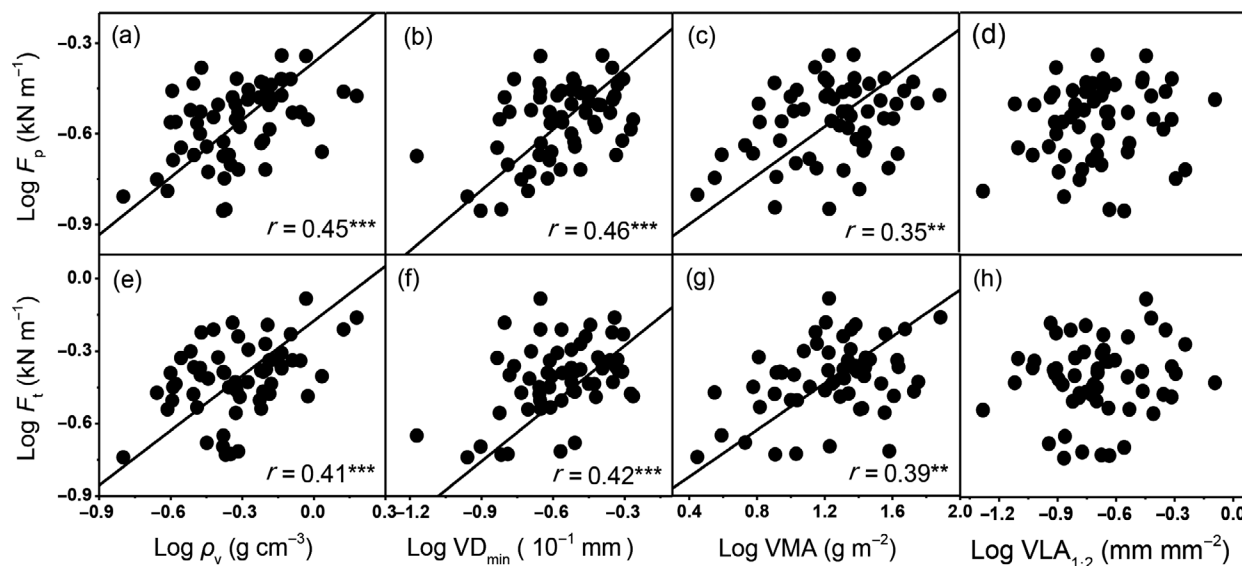 (a) (b) (c) (d)
Log Fₚ (kN m⁻¹)
−0.3
−0.6
−0.9
r = 0.45*** r = 0.46*** r = 0.35**
(e) (f) (g) (h)
Log Fₜ (kN m⁻¹)
0.0
−0.3
−0.6
−0.9
r = 0.41*** r = 0.42*** r = 0.39**
−0.9 −0.6 −0.3 0.0 0.3 −1.2 −0.9 −0.6 −0.3 0.4 0.8 1.2 1.6 2.0 −1.2 −0.9 −0.6 −0.3 0.0
Log ρᵥ (g cm⁻³) Log VDmin ( 10⁻¹ mm) Log VMA (g m⁻²) Log VLA₁.₂ (mm mm⁻²)